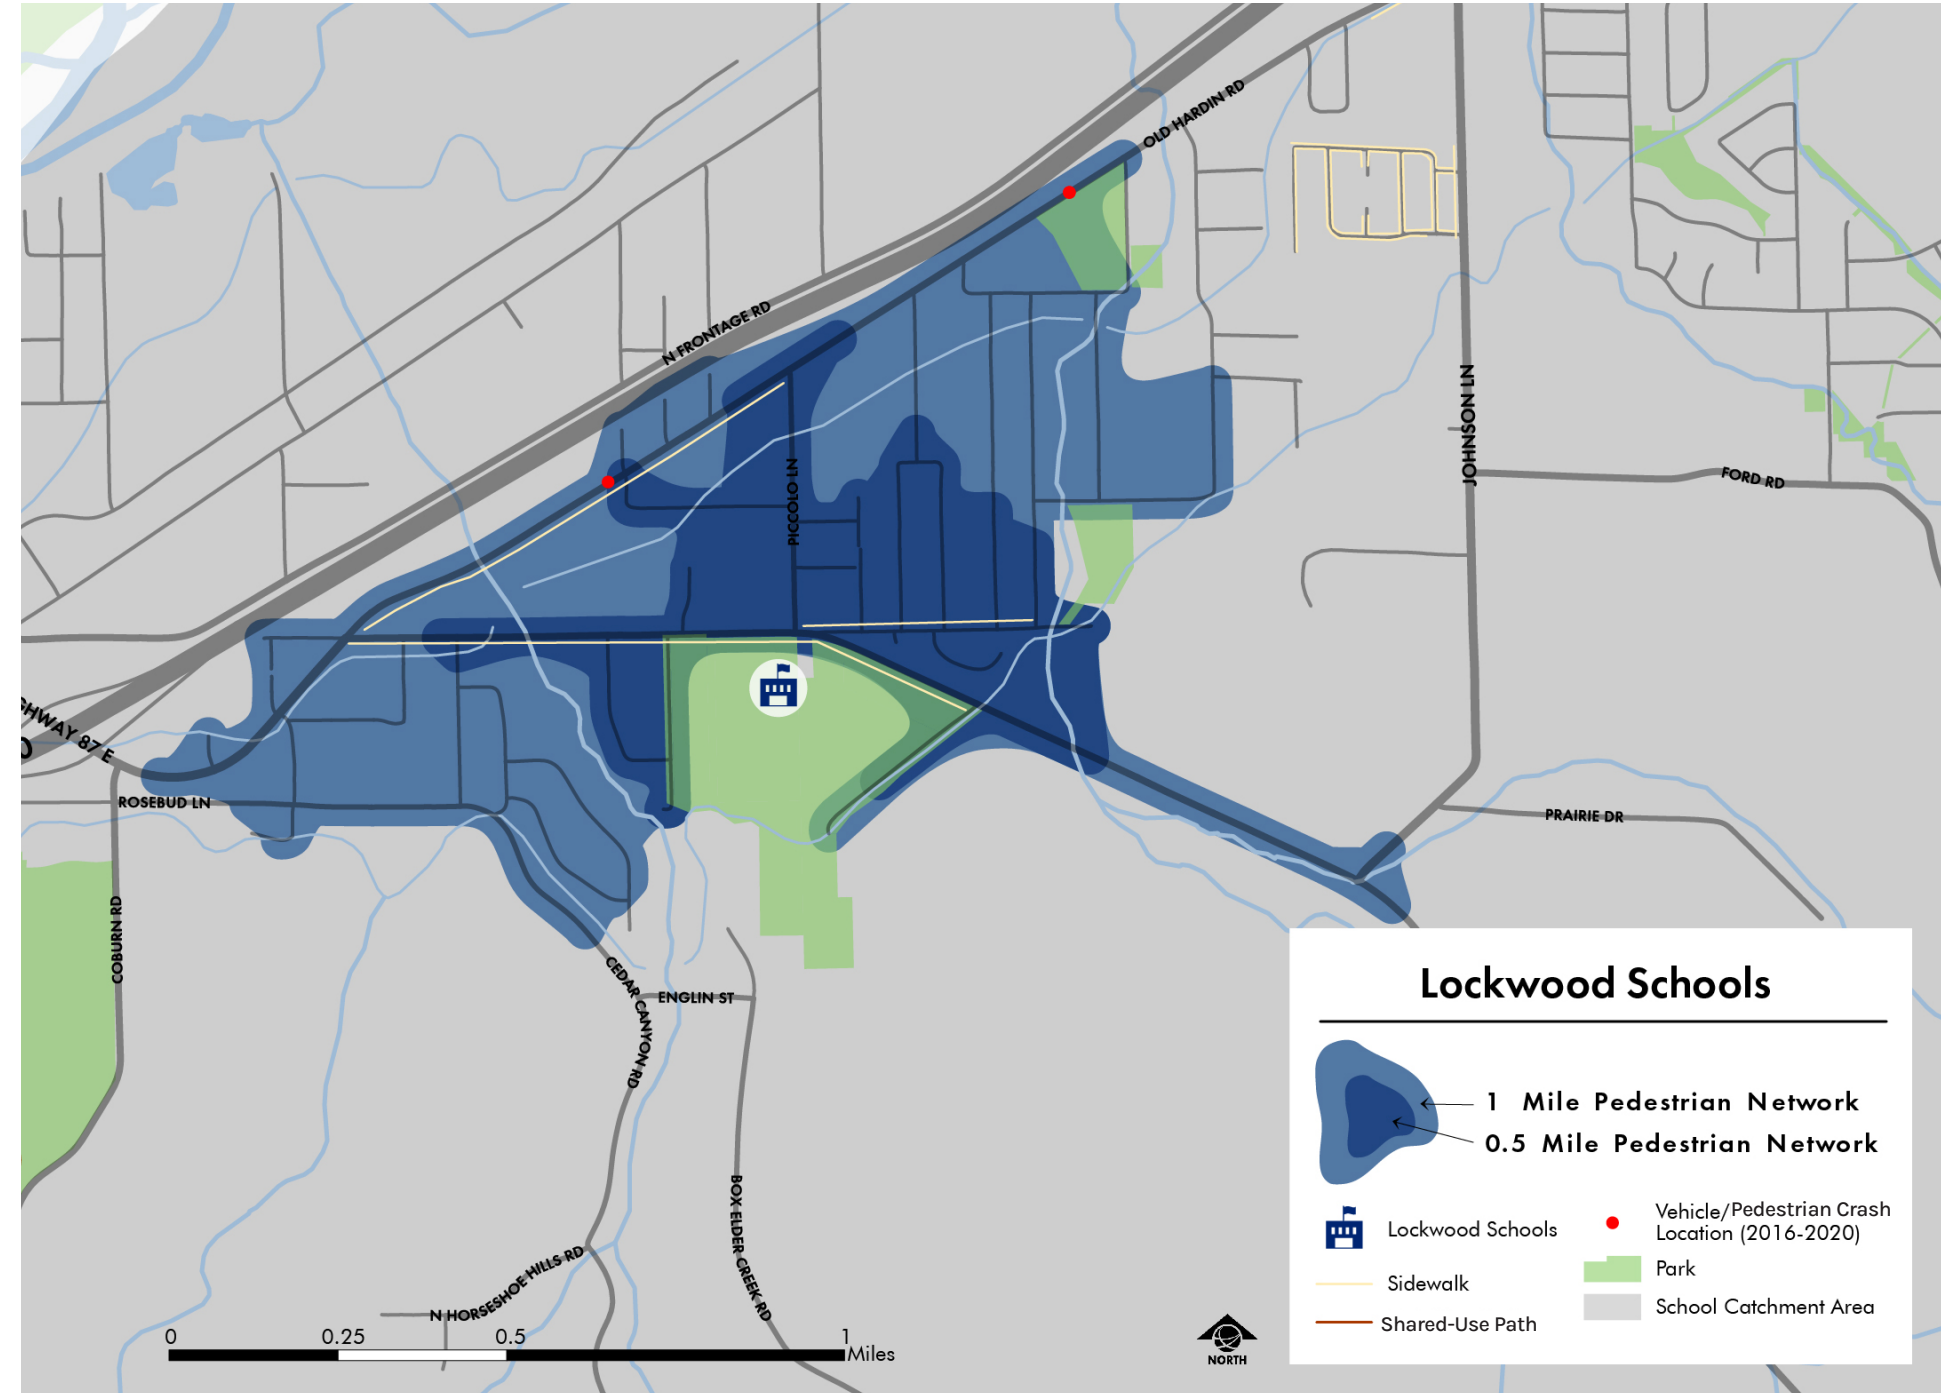 OLD HARDIN RD
N FRONTAGE RD
JOHNSON LN
PICCOLO LN
FORD RD
GHWAY 87 E
ROSEBUD LN
PRAIRIE DR
COBURN RD
CEDAR CANYON RD
ENGLIN ST
BOX ELDER CREEK RD
N HORSESHOE HILLS RD
0 0.25 0.5 1
Miles
NORTH
Lockwood Schools
1 Mile Pedestrian Network
0.5 Mile Pedestrian Network
Lockwood Schools
Sidewalk
Shared-Use Path
Vehicle/Pedestrian Crash
Location (2016-2020)
Park
School Catchment Area